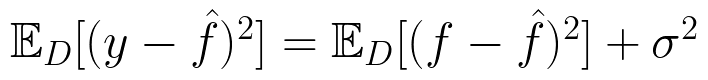 𝔼_D[(y − f̂)²] = 𝔼_D[(f − f̂)²] + σ²